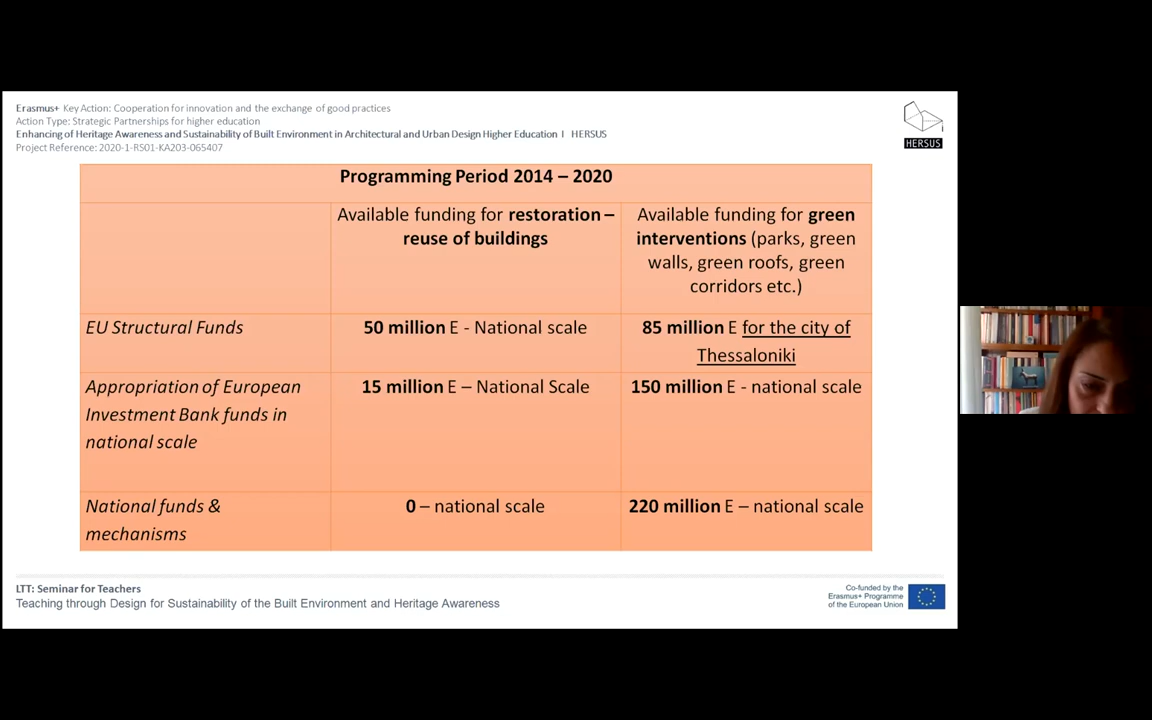 Erasmus+ Key Action: Cooperation for innovation and the exchange of good practices
Action Type: Strategic Partnerships for higher education
Enhancing of Heritage Awareness and Sustainability of Built Environment in Architectural and Urban Design Higher Education I HERSUS
Project Reference: 2020-1-RS01-KA203-065407
HERSUS
Programming Period 2014 – 2020
Available funding for restoration –
reuse of buildings
Available funding for green
interventions (parks, green
walls, green roofs, green
corridors etc.)
EU Structural Funds
50 million E - National scale
85 million E for the city of
Thessaloniki
Appropriation of European
Investment Bank funds in
national scale
15 million E – National Scale
150 million E - national scale
National funds &
mechanisms
0 – national scale
220 million E – national scale
LTT: Seminar for Teachers
Teaching through Design for Sustainability of the Built Environment and Heritage Awareness
Co-funded by the
Erasmus+ Programme
of the European Union